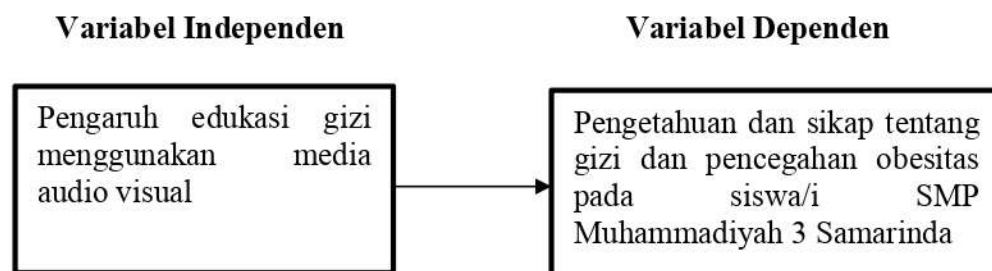 Variabel Independen
Variabel Dependen
Pengaruh edukasi gizi
menggunakan media
audio visual
Pengetahuan dan sikap tentang
gizi dan pencegahan obesitas
pada siswa/i SMP
Muhammadiyah 3 Samarinda